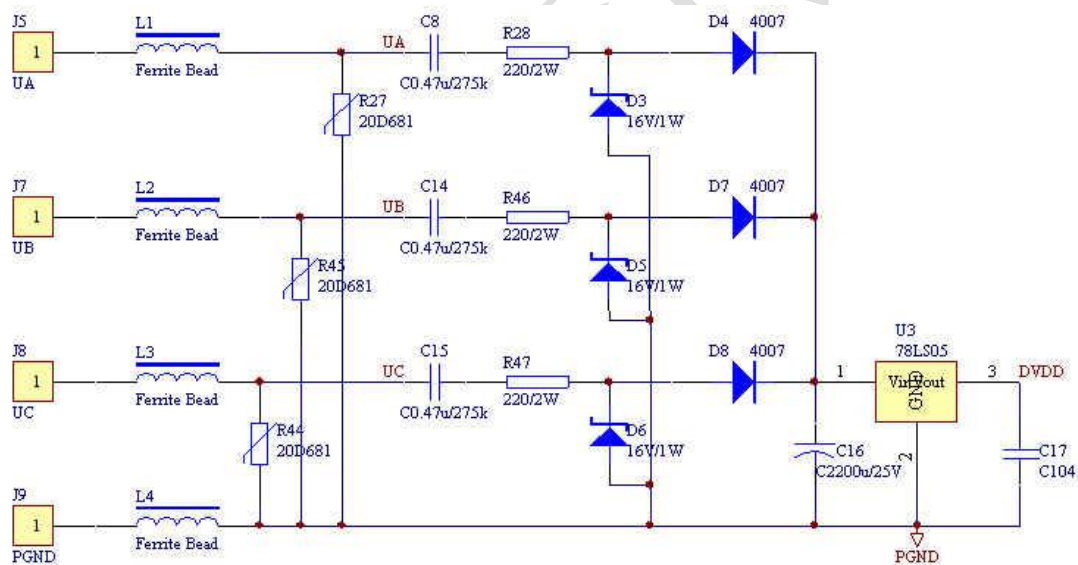 J5
1
UA
L1
Ferrite Bead
UA
C8
C0.47u/275k
R28
220/2W
D4 4007
R27
20D681
D3
16V/1W
J7
1
UB
L2
Ferrite Bead
UB
C14
C0.47u/275k
R46
220/2W
D7 4007
R45
20D681
D5
16V/1W
J8
1
UC
L3
Ferrite Bead
UC
C15
C0.47u/275k
R47
220/2W
D8 4007
R44
20D681
D6
16V/1W
U3
78LS05
1
Vin
Vout
GND
2
3
DVDD
C16
C2200u/25V
C17
C104
J9
1
PGND
L4
Ferrite Bead
PGND